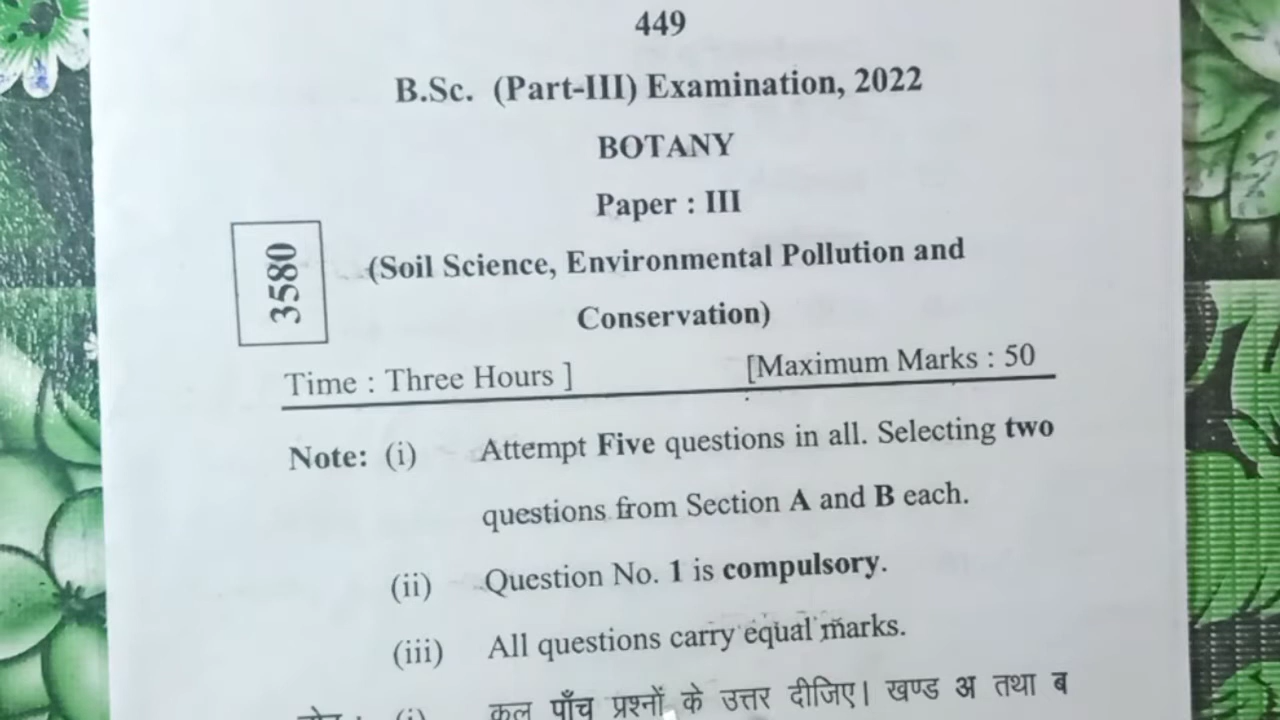 449
B.Sc. (Part-III) Examination, 2022
BOTANY
Paper : III
3580
(Soil Science, Environmental Pollution and
Conservation)
Time : Three Hours ] [Maximum Marks : 50
Note: (i) Attempt Five questions in all. Selecting two
questions from Section A and B each.
(ii) Question No. 1 is compulsory.
(iii) All questions carry equal marks.
(i) कुल पाँच प्रश्नों के उत्तर दीजिए। खण्ड अ तथा ब